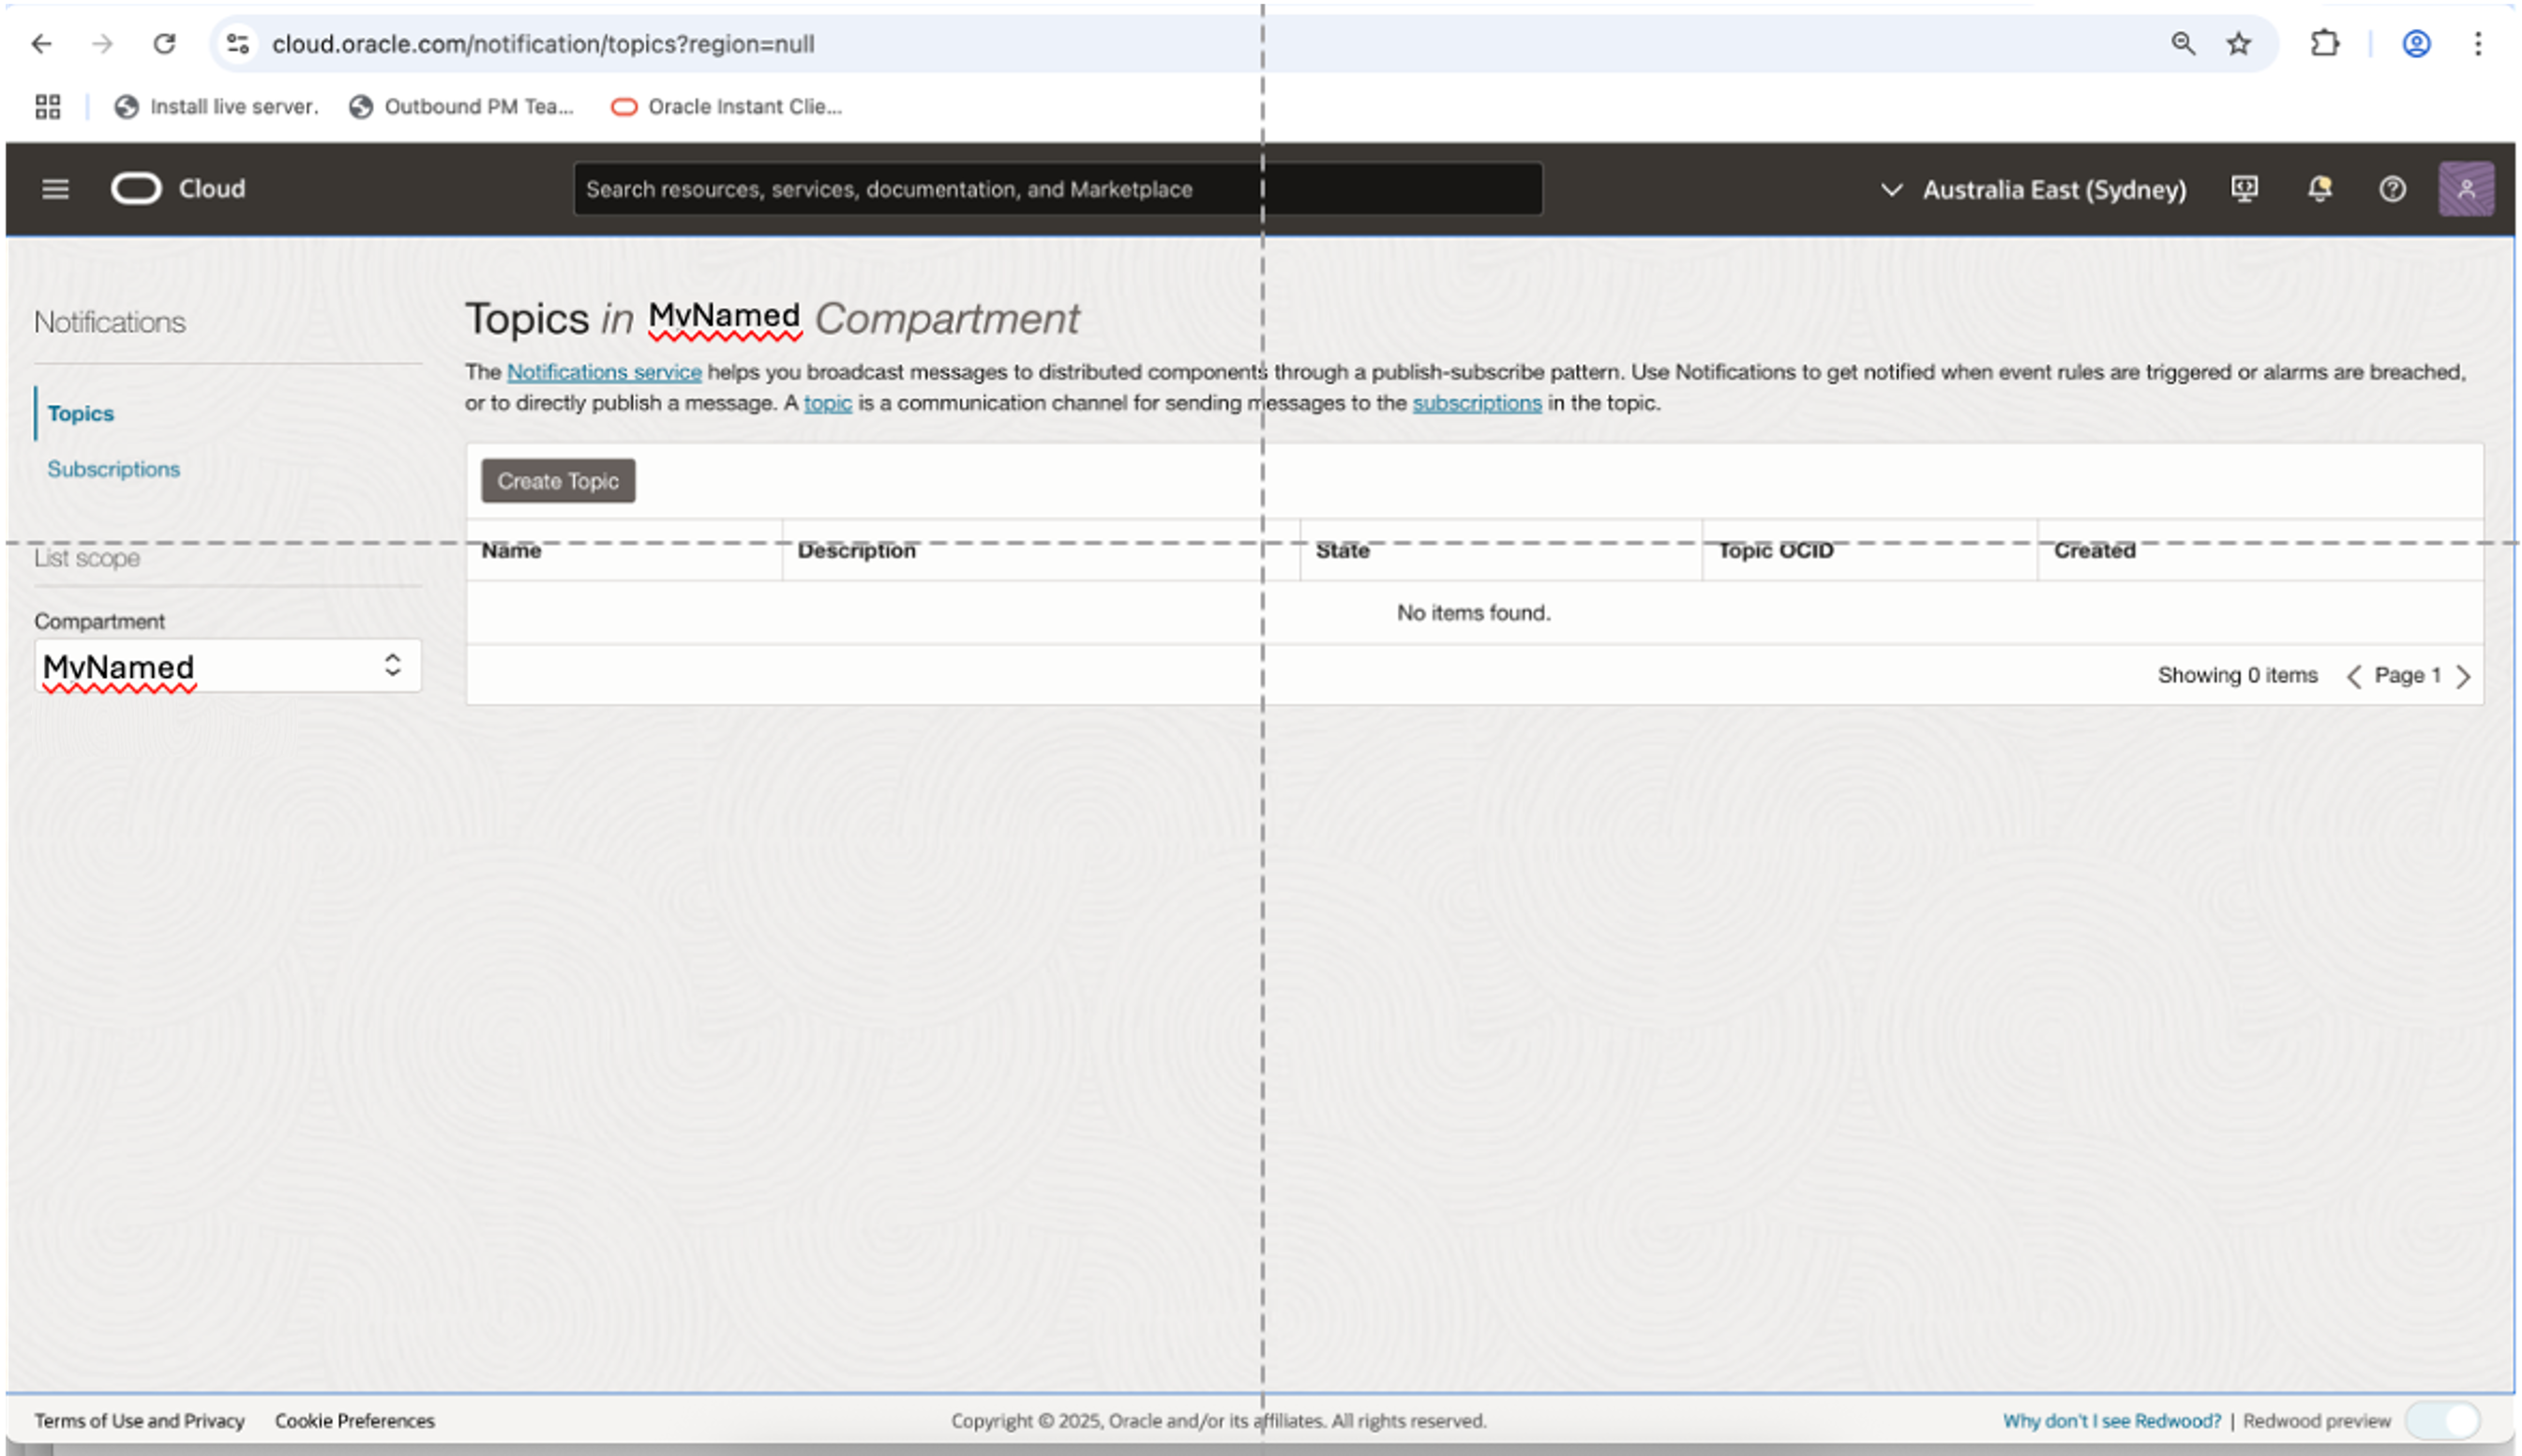 cloud.oracle.com/notification/topics?region=null
Install live server. Outbound PM Tea... Oracle Instant Clie...
Cloud Search resources, services, documentation, and Marketplace Australia East (Sydney)
Notifications
Topics
Subscriptions
List scope
Compartment
MyNamed
Topics in MyNamed Compartment
The Notifications service helps you broadcast messages to distributed components through a publish-subscribe pattern. Use Notifications to get notified when event rules are triggered or alarms are breached,
or to directly publish a message. A topic is a communication channel for sending messages to the subscriptions in the topic.
Create Topic
Name Description State Topic OCID Created
No items found.
Showing 0 items Page 1
Terms of Use and Privacy Cookie Preferences Copyright © 2025, Oracle and/or its affiliates. All rights reserved. Why don't I see Redwood? | Redwood preview